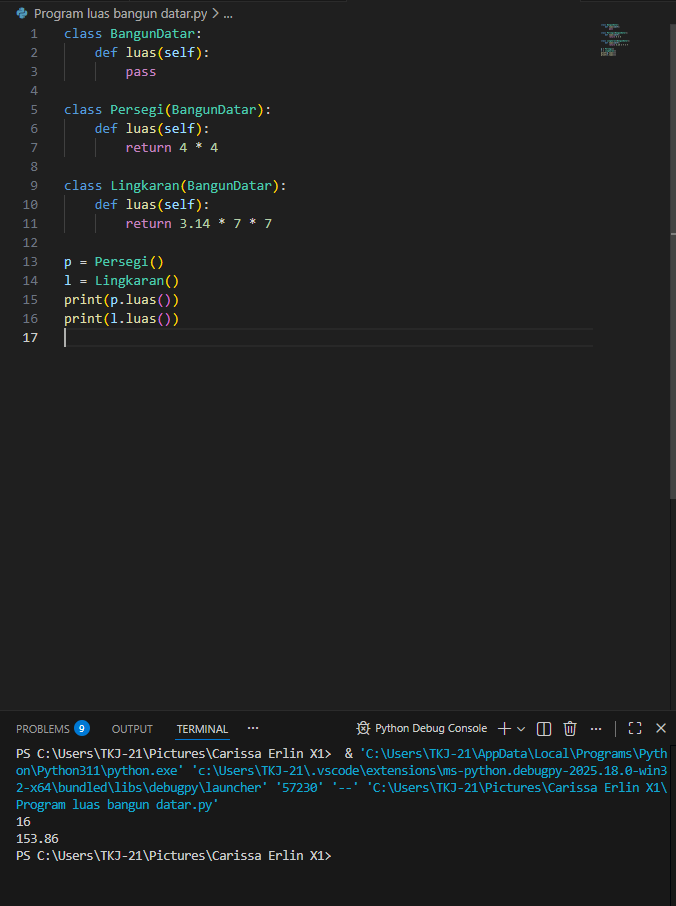 Program luas bangun datar.py > ...
1 class BangunDatar:
2     def luas(self):
3         pass
4
5 class Persegi(BangunDatar):
6     def luas(self):
7         return 4 * 4
8
9 class Lingkaran(BangunDatar):
10     def luas(self):
11         return 3.14 * 7 * 7
12
13 p = Persegi()
14 l = Lingkaran()
15 print(p.luas())
16 print(l.luas())
17
PROBLEMS 9 OUTPUT TERMINAL ... Python Debug Console
PS C:\Users\TKJ-21\Pictures\Carissa Erlin X1>  & 'C:\Users\TKJ-21\AppData\Local\Programs\Pyth
on\Python311\python.exe' 'c:\Users\TKJ-21\.vscode\extensions\ms-python.debugpy-2025.18.0-win3
2-x64\bundled\libs\debugpy\launcher' '57230' '--' 'C:\Users\TKJ-21\Pictures\Carissa Erlin X1\
Program luas bangun datar.py'
16
153.86
PS C:\Users\TKJ-21\Pictures\Carissa Erlin X1>